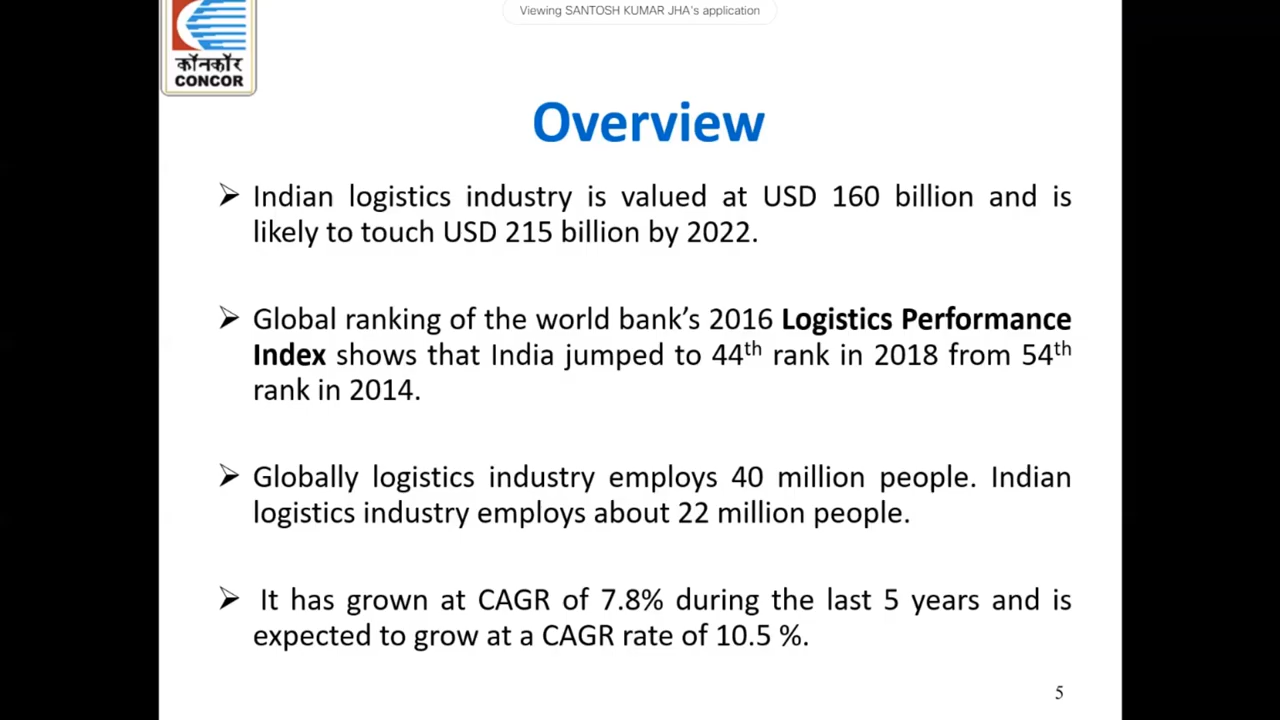 Viewing SANTOSH KUMAR JHA's application
कॉनकॉर
CONCOR
Overview
➢ Indian logistics industry is valued at USD 160 billion and is
likely to touch USD 215 billion by 2022.
➢ Global ranking of the world bank’s 2016 Logistics Performance
Index shows that India jumped to 44th rank in 2018 from 54th
rank in 2014.
➢ Globally logistics industry employs 40 million people. Indian
logistics industry employs about 22 million people.
➢ It has grown at CAGR of 7.8% during the last 5 years and is
expected to grow at a CAGR rate of 10.5 %.
5